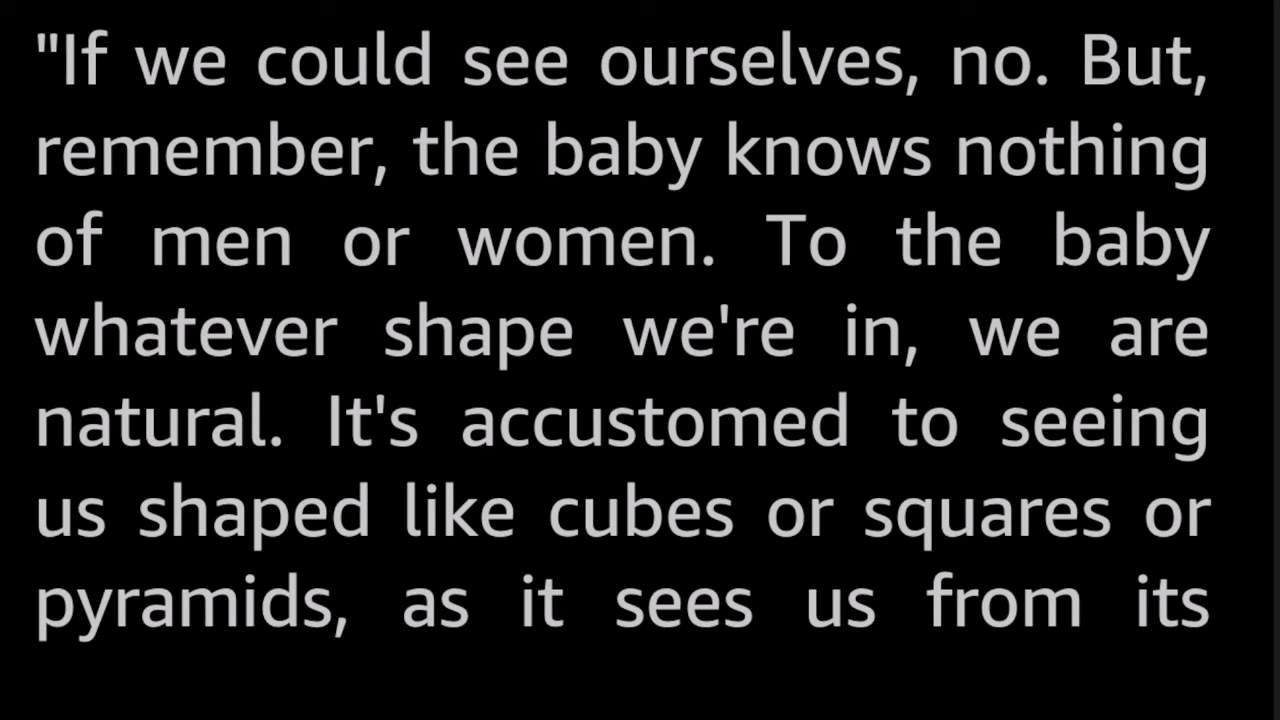 "If we could see ourselves, no. But,
remember, the baby knows nothing
of men or women. To the baby
whatever shape we're in, we are
natural. It's accustomed to seeing
us shaped like cubes or squares or
pyramids, as it sees us from its